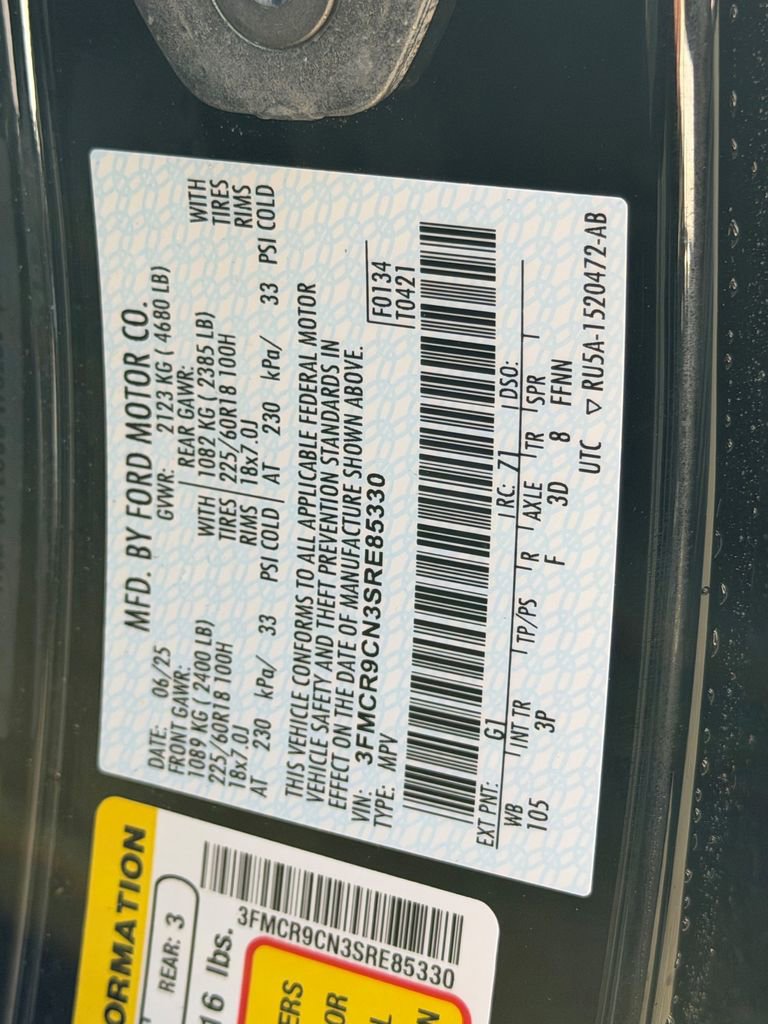 MFD. BY FORD MOTOR CO.
DATE: 06/25 GVWR: 2123 KG ( 4680 LB)
FRONT GAWR: REAR GAWR:
1089 KG ( 2400 LB) WITH 1082 KG ( 2385 LB) WITH
225/60R18 100H TIRES 225/60R18 100H TIRES
18x7.0J RIMS 18x7.0J RIMS
AT 230 kPa/ 33 PSI COLD AT 230 kPa/ 33 PSI COLD
THIS VEHICLE CONFORMS TO ALL APPLICABLE FEDERAL MOTOR
VEHICLE SAFETY AND THEFT PREVENTION STANDARDS IN
EFFECT ON THE DATE OF MANUFACTURE SHOWN ABOVE.
VIN: 3FMCR9CN3SRE85330 F0134
TYPE: MPV T0421
EXT PNT: G1 RC: 71 DSO:
WB INT TR TP/PS R AXLE TR SPR
105 3P F 3D 8 FFNN
UTC ▽ RU5A-1520472-AB
ORMATION
REAR: 3
16 lbs.
3FMCR9CN3SRE85330
ERS
OR